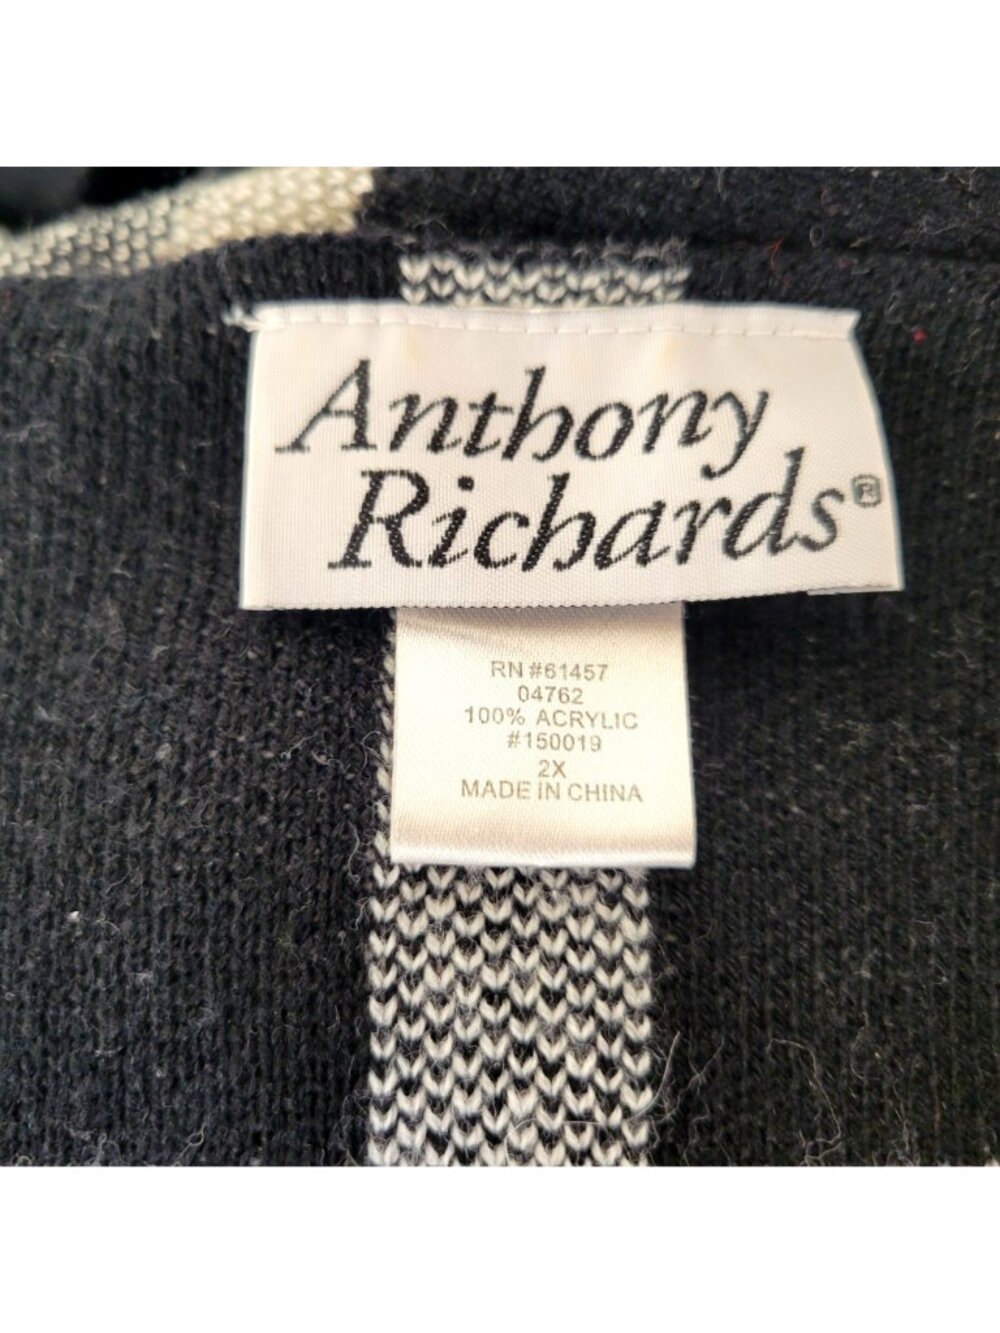 Anthony
Richards®
RN #61457
04762
100% ACRYLIC
#150019
2X
MADE IN CHINA